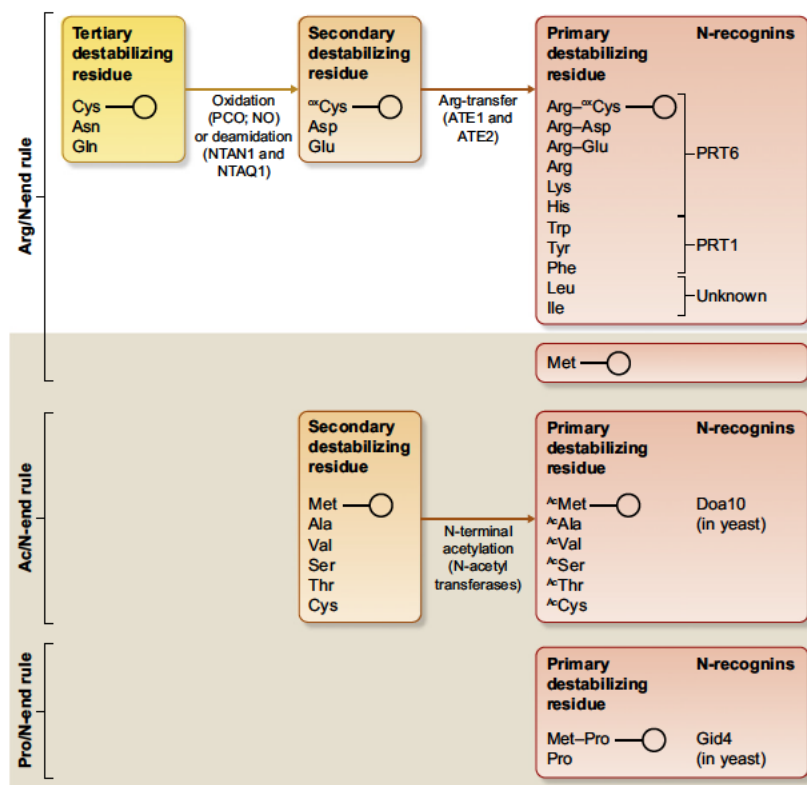 Arg/N-end rule
Tertiary
destabilizing
residue
Cys
Asn
Gln
Oxidation
(PCO; NO)
or deamidation
(NTAN1 and
NTAQ1)
Secondary
destabilizing
residue
ᵒˣCys
Asp
Glu
Arg-transfer
(ATE1 and
ATE2)
Primary
destabilizing
residue
N-recognins
Arg–ᵒˣCys
Arg–Asp
Arg–Glu
Arg
Lys
His
Trp
Tyr
Phe
Leu
Ile
PRT6
PRT1
Unknown
Met
Ac/N-end rule
Secondary
destabilizing
residue
Met
Ala
Val
Ser
Thr
Cys
N-terminal
acetylation
(N-acetyl
transferases)
Primary
destabilizing
residue
N-recognins
ᴬᶜMet
ᴬᶜAla
ᴬᶜVal
ᴬᶜSer
ᴬᶜThr
ᴬᶜCys
Doa10
(in yeast)
Pro/N-end rule
Primary
destabilizing
residue
N-recognins
Met–Pro
Pro
Gid4
(in yeast)